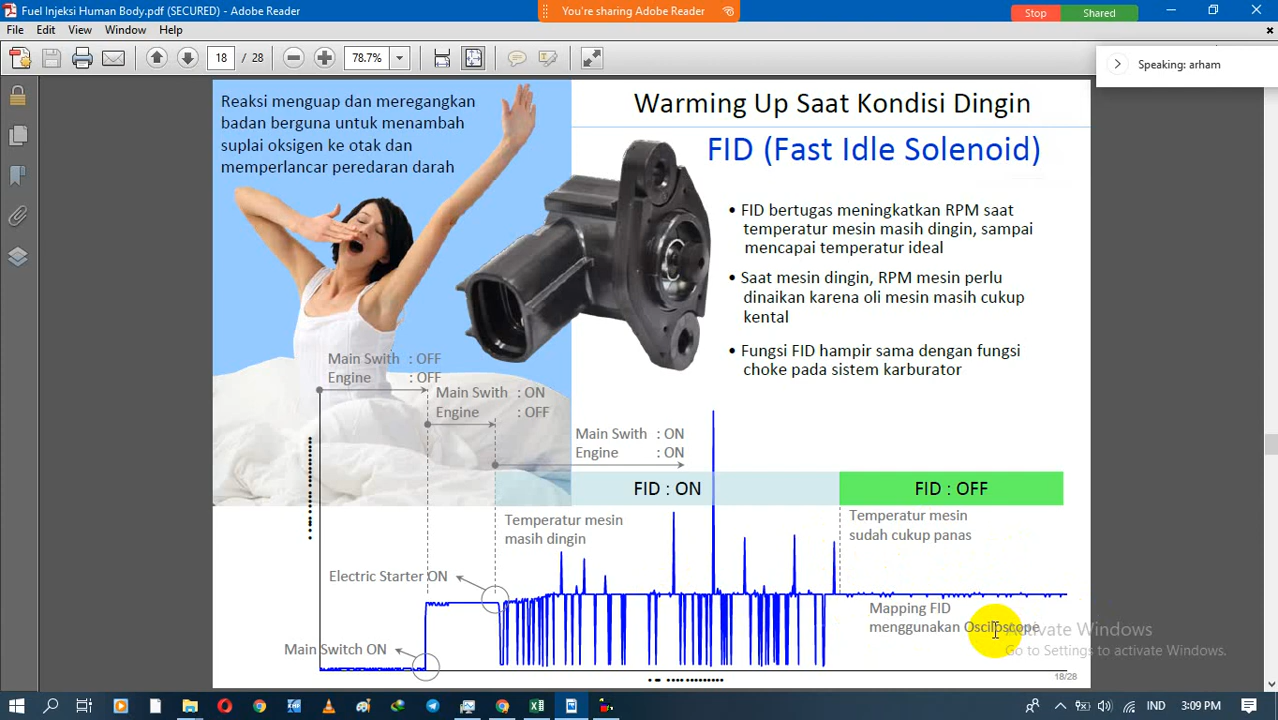 Fuel Injeksi Human Body.pdf (SECURED) - Adobe Reader
You're sharing Adobe Reader
Stop
Shared
File Edit View Window Help
18 / 28
78.7%
Speaking: arham
Reaksi menguap dan meregangkan
badan berguna untuk menambah
suplai oksigen ke otak dan
memperlancar peredaran darah
Warming Up Saat Kondisi Dingin
FID (Fast Idle Solenoid)
• FID bertugas meningkatkan RPM saat
temperatur mesin masih dingin, sampai
mencapai temperatur ideal
• Saat mesin dingin, RPM mesin perlu
dinaikan karena oli mesin masih cukup
kental
• Fungsi FID hampir sama dengan fungsi
choke pada sistem karburator
Main Swith : OFF
Engine : OFF
Main Swith : ON
Engine : OFF
Main Swith : ON
Engine : ON
FID : ON
FID : OFF
Temperatur mesin
masih dingin
Temperatur mesin
sudah cukup panas
Electric Starter ON
Mapping FID
menggunakan Oscilloscope
Main Switch ON
Activate Windows
Go to Settings to activate Windows.
18/28
IND
3:09 PM